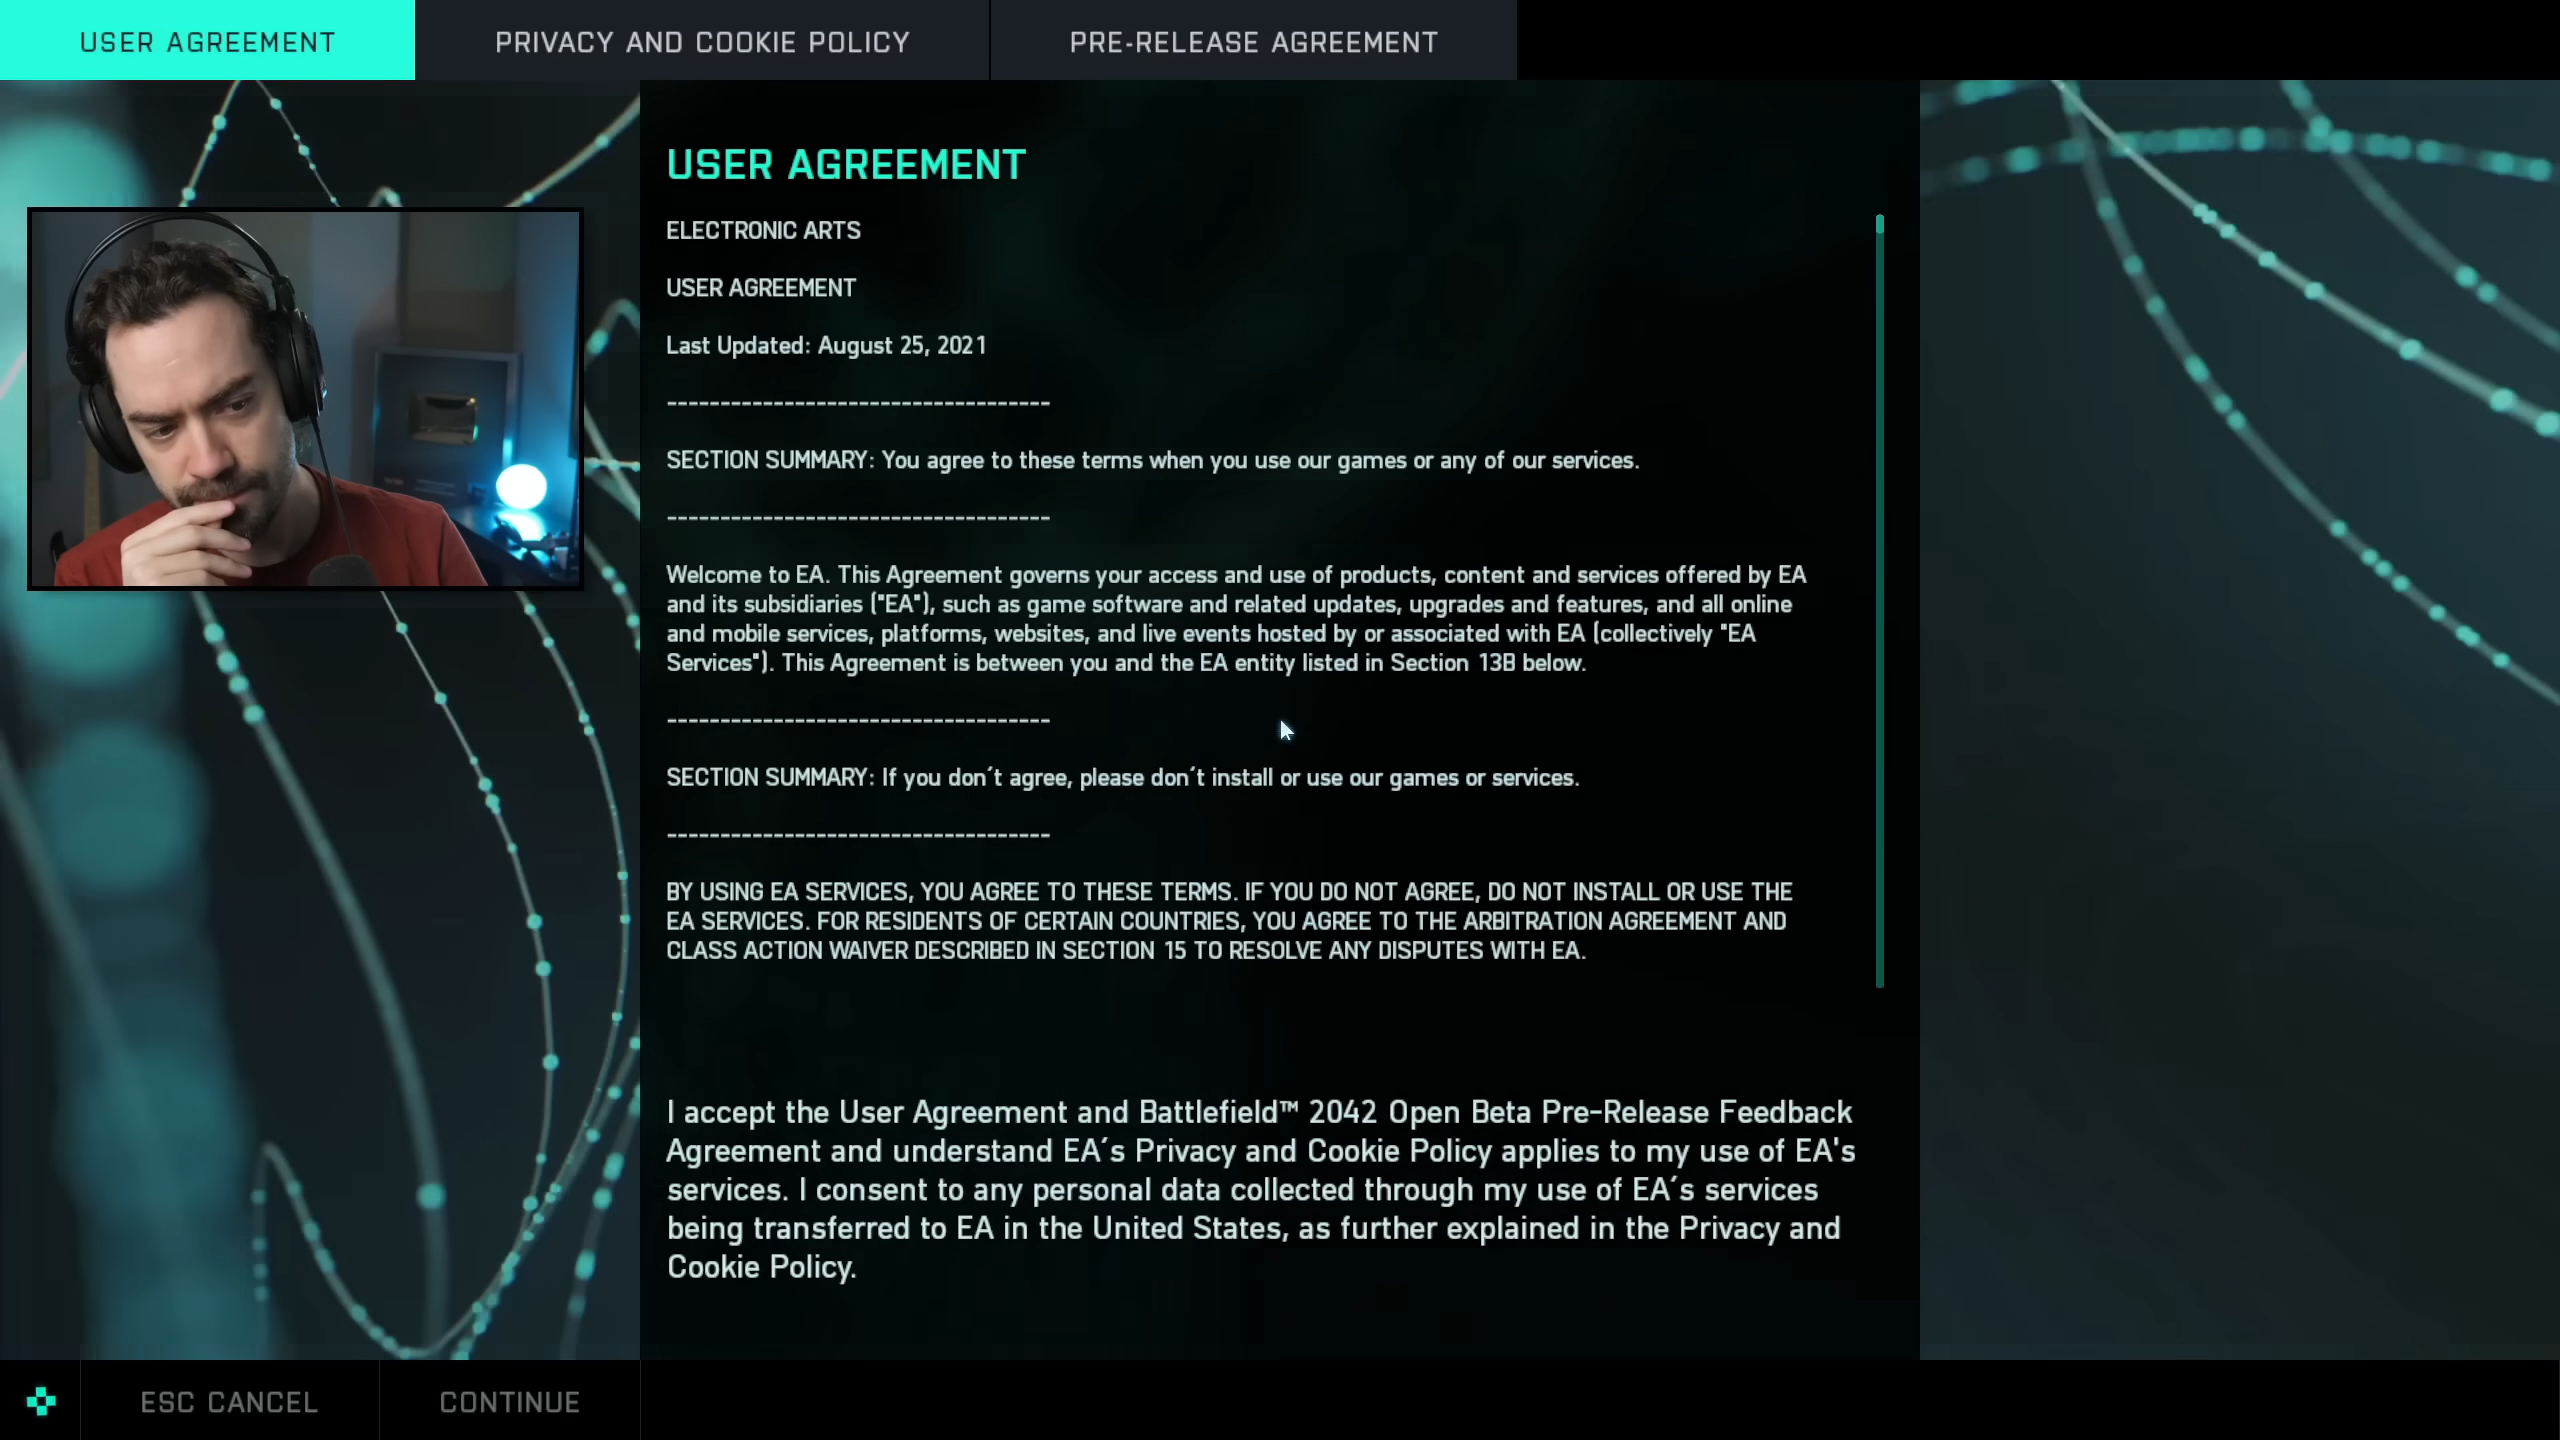 USER AGREEMENT
PRIVACY AND COOKIE POLICY
PRE-RELEASE AGREEMENT
USER AGREEMENT
ELECTRONIC ARTS
USER AGREEMENT
Last Updated: August 25, 2021
------------------------------------
SECTION SUMMARY: You agree to these terms when you use our games or any of our services.
------------------------------------
Welcome to EA. This Agreement governs your access and use of products, content and services offered by EA
and its subsidiaries ("EA"), such as game software and related updates, upgrades and features, and all online
and mobile services, platforms, websites, and live events hosted by or associated with EA (collectively "EA
Services"). This Agreement is between you and the EA entity listed in Section 13B below.
------------------------------------
SECTION SUMMARY: If you don´t agree, please don´t install or use our games or services.
------------------------------------
BY USING EA SERVICES, YOU AGREE TO THESE TERMS. IF YOU DO NOT AGREE, DO NOT INSTALL OR USE THE
EA SERVICES. FOR RESIDENTS OF CERTAIN COUNTRIES, YOU AGREE TO THE ARBITRATION AGREEMENT AND
CLASS ACTION WAIVER DESCRIBED IN SECTION 15 TO RESOLVE ANY DISPUTES WITH EA.
I accept the User Agreement and Battlefield™ 2042 Open Beta Pre-Release Feedback
Agreement and understand EA´s Privacy and Cookie Policy applies to my use of EA's
services. I consent to any personal data collected through my use of EA´s services
being transferred to EA in the United States, as further explained in the Privacy and
Cookie Policy.
ESC CANCEL
CONTINUE